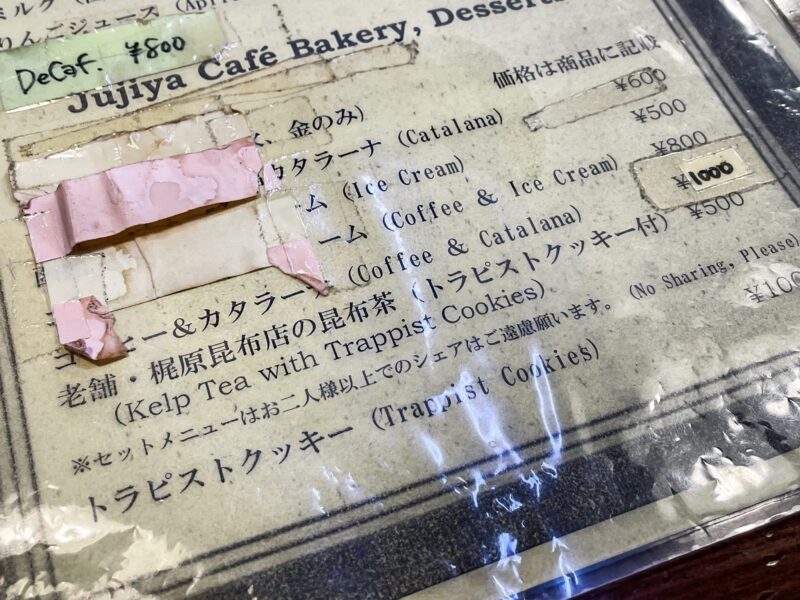 ミルク
りんごジュース
DeCaf. ¥800
Jujiya Café Bakery,
価格は商品に
、金のみ)
カタラーナ (Catalana) ¥600
ーム (Ice Cream) ¥500
ーム (Coffee & Ice Cream) ¥800
ー&カタラーナ (Coffee & Catalana) ¥1000
老舗・梶原昆布店の昆布茶 (トラピストクッキー付) ¥500
(Kelp Tea with Trappist Cookies)
※セットメニューはお二人様以上でのシェアはご遠慮願います。 (No Sharing, Please)
トラピストクッキー (Trappist Cookies) ¥100